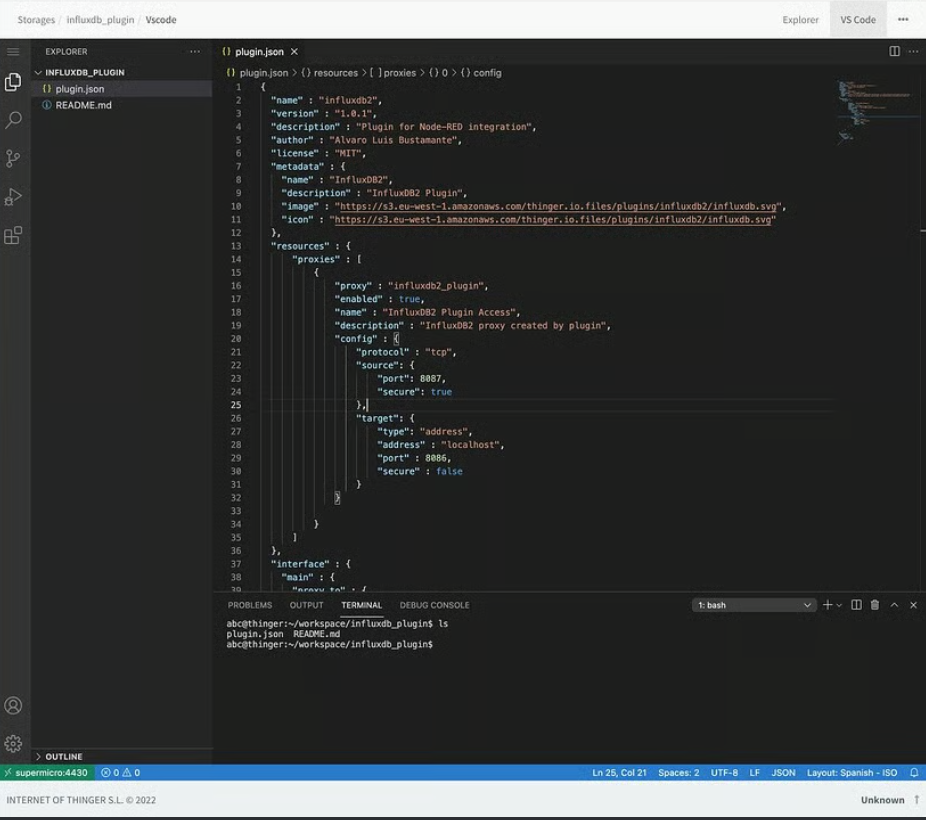 Storages / influxdb_plugin / Vscode
Explorer VS Code
EXPLORER
INFLUXDB_PLUGIN
plugin.json
README.md
OUTLINE
plugin.json
plugin.json > {} resources > [ ] proxies > {} 0 > {} config
1 {
2 "name" : "influxdb2",
3 "version" : "1.0.1",
4 "description" : "Plugin for Node-RED integration",
5 "author" : "Alvaro Luis Bustamante",
6 "license" : "MIT",
7 "metadata" : {
8 "name" : "InfluxDB2",
9 "description" : "InfluxDB2 Plugin",
10 "image" : "https://s3.eu-west-1.amazonaws.com/thinger.io.files/plugins/influxdb2/influxdb.svg",
11 "icon" : "https://s3.eu-west-1.amazonaws.com/thinger.io.files/plugins/influxdb2/influxdb.svg"
12 },
13 "resources" : {
14 "proxies" : [
15 {
16 "proxy" : "influxdb2_plugin",
17 "enabled" : true,
18 "name" : "InfluxDB2 Plugin Access",
19 "description" : "InfluxDB2 proxy created by plugin",
20 "config" : {
21 "protocol" : "tcp",
22 "source": {
23 "port": 8087,
24 "secure": true
25 },
26 "target": {
27 "type": "address",
28 "address" : "localhost",
29 "port" : 8086,
30 "secure" : false
31 }
32 }
33
34 }
35 ]
36 },
37 "interface" : {
38 "main" : {
39 "proxy_to" : {
PROBLEMS OUTPUT TERMINAL DEBUG CONSOLE 1: bash
abc@thinger:~/workspace/influxdb_plugin$ ls
plugin.json README.md
abc@thinger:~/workspace/influxdb_plugin$
supermicro:4430 0 0 Ln 25, Col 21 Spaces: 2 UTF-8 LF JSON Layout: Spanish - ISO
INTERNET OF THINGER S.L. © 2022 Unknown